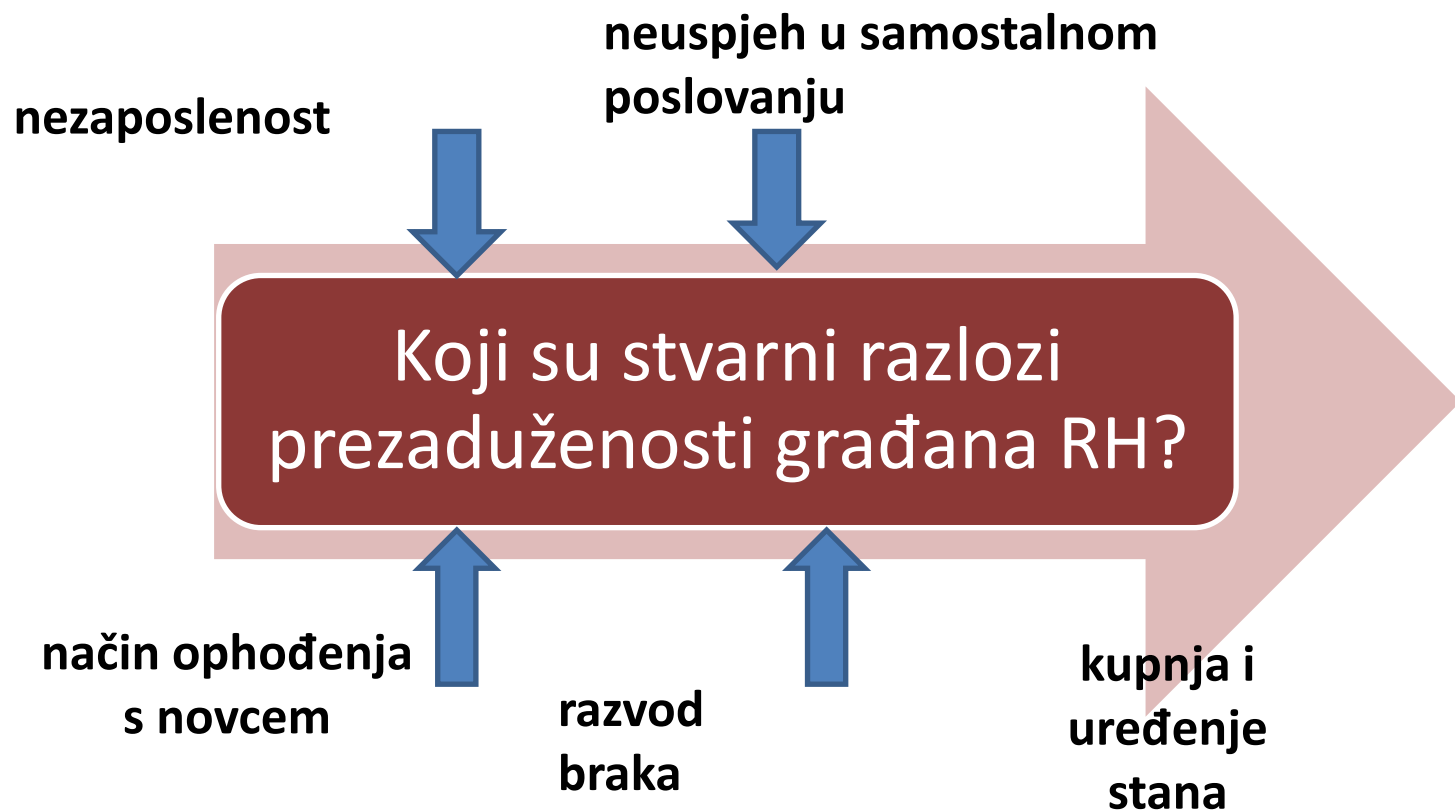 nezaposlenost
neuspjeh u samostalnom
poslovanju
Koji su stvarni razlozi
prezaduženosti građana RH?
način ophođenja
s novcem
razvod
braka
kupnja i
uređenje
stana